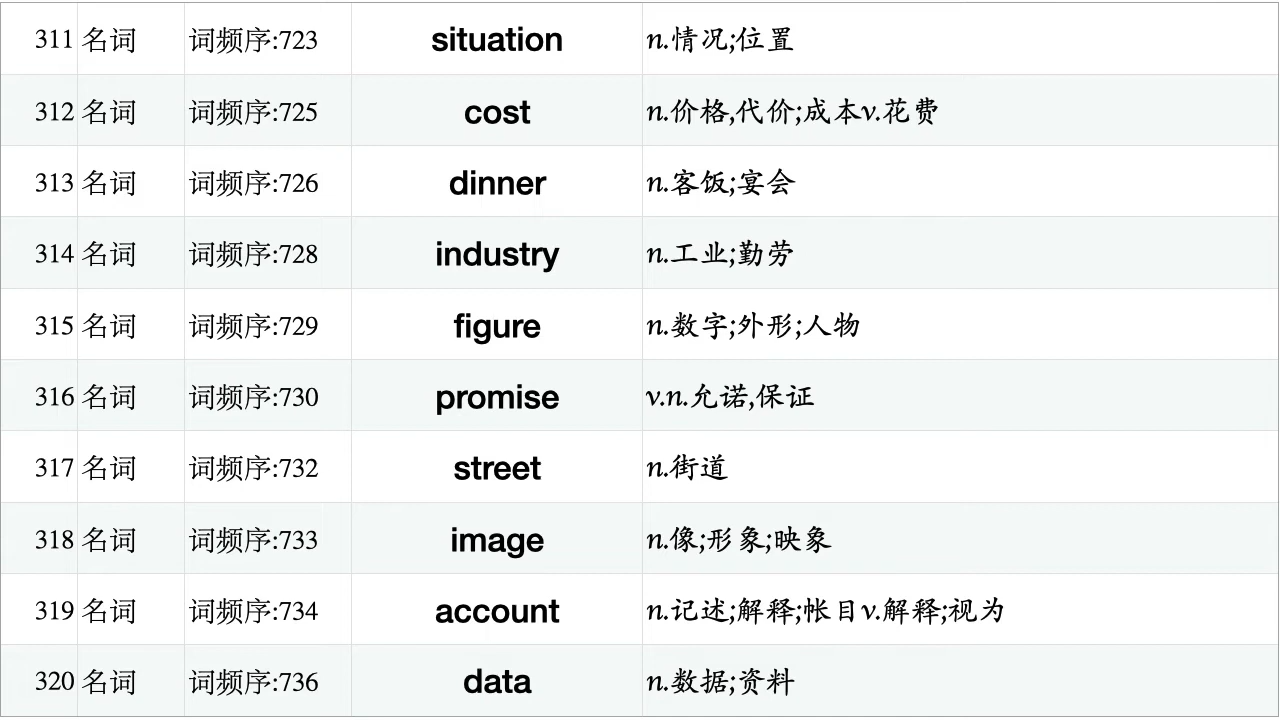 311 名词 词频序:723 situation n.情况;位置
312 名词 词频序:725 cost n.价格,代价;成本v.花费
313 名词 词频序:726 dinner n.客饭;宴会
314 名词 词频序:728 industry n.工业;勤劳
315 名词 词频序:729 figure n.数字;外形;人物
316 名词 词频序:730 promise v.n.允诺,保证
317 名词 词频序:732 street n.街道
318 名词 词频序:733 image n.像;形象;映象
319 名词 词频序:734 account n.记述;解释;帐目v.解释;视为
320 名词 词频序:736 data n.数据;资料